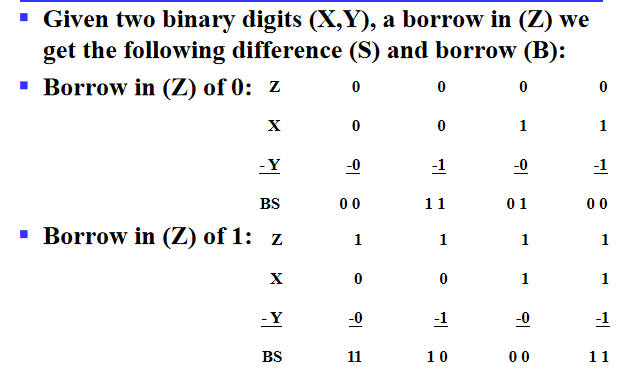 ▪ Given two binary digits (X,Y), a borrow in (Z) we
get the following difference (S) and borrow (B):
▪ Borrow in (Z) of 0: Z 0 0 0 0
X 0 0 1 1
- Y -0 -1 -0 -1
BS 0 0 1 1 0 1 0 0
▪ Borrow in (Z) of 1: Z 1 1 1 1
X 0 0 1 1
- Y -0 -1 -0 -1
BS 11 1 0 0 0 1 1